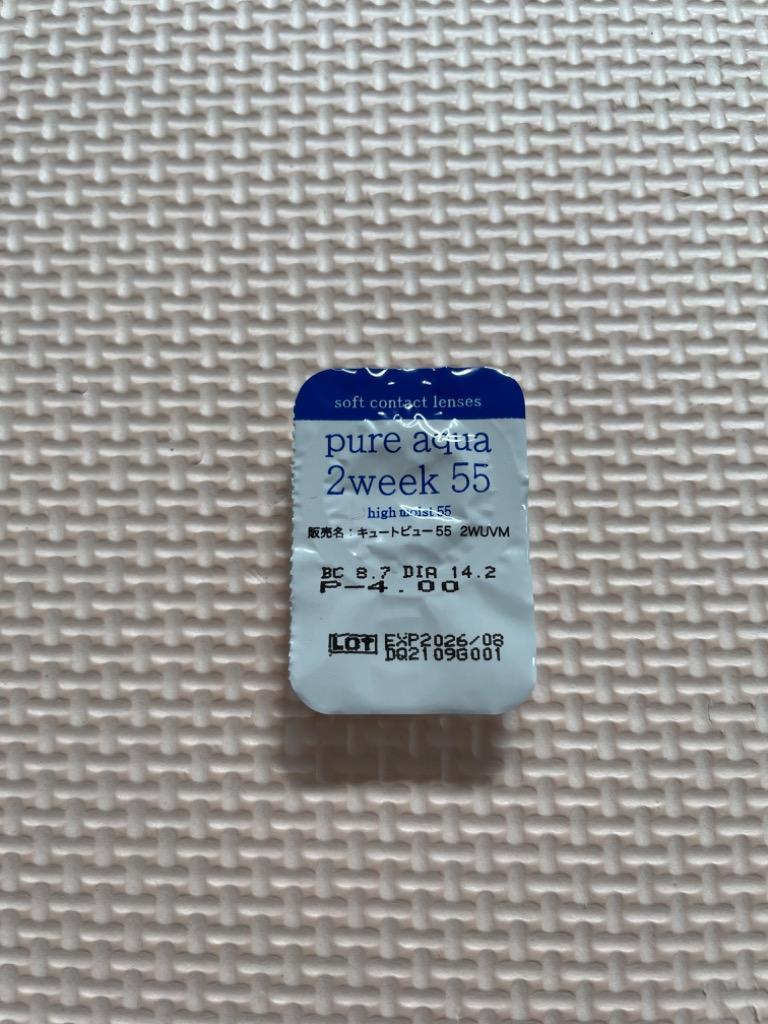 soft contact lenses
pure aqua
2week 55
high moist 55
販売名：キュートビュー55 2WUVM
BC 8.7 DIA 14.2
P-4.00
LOT EXP2026/08
DQ2109G001